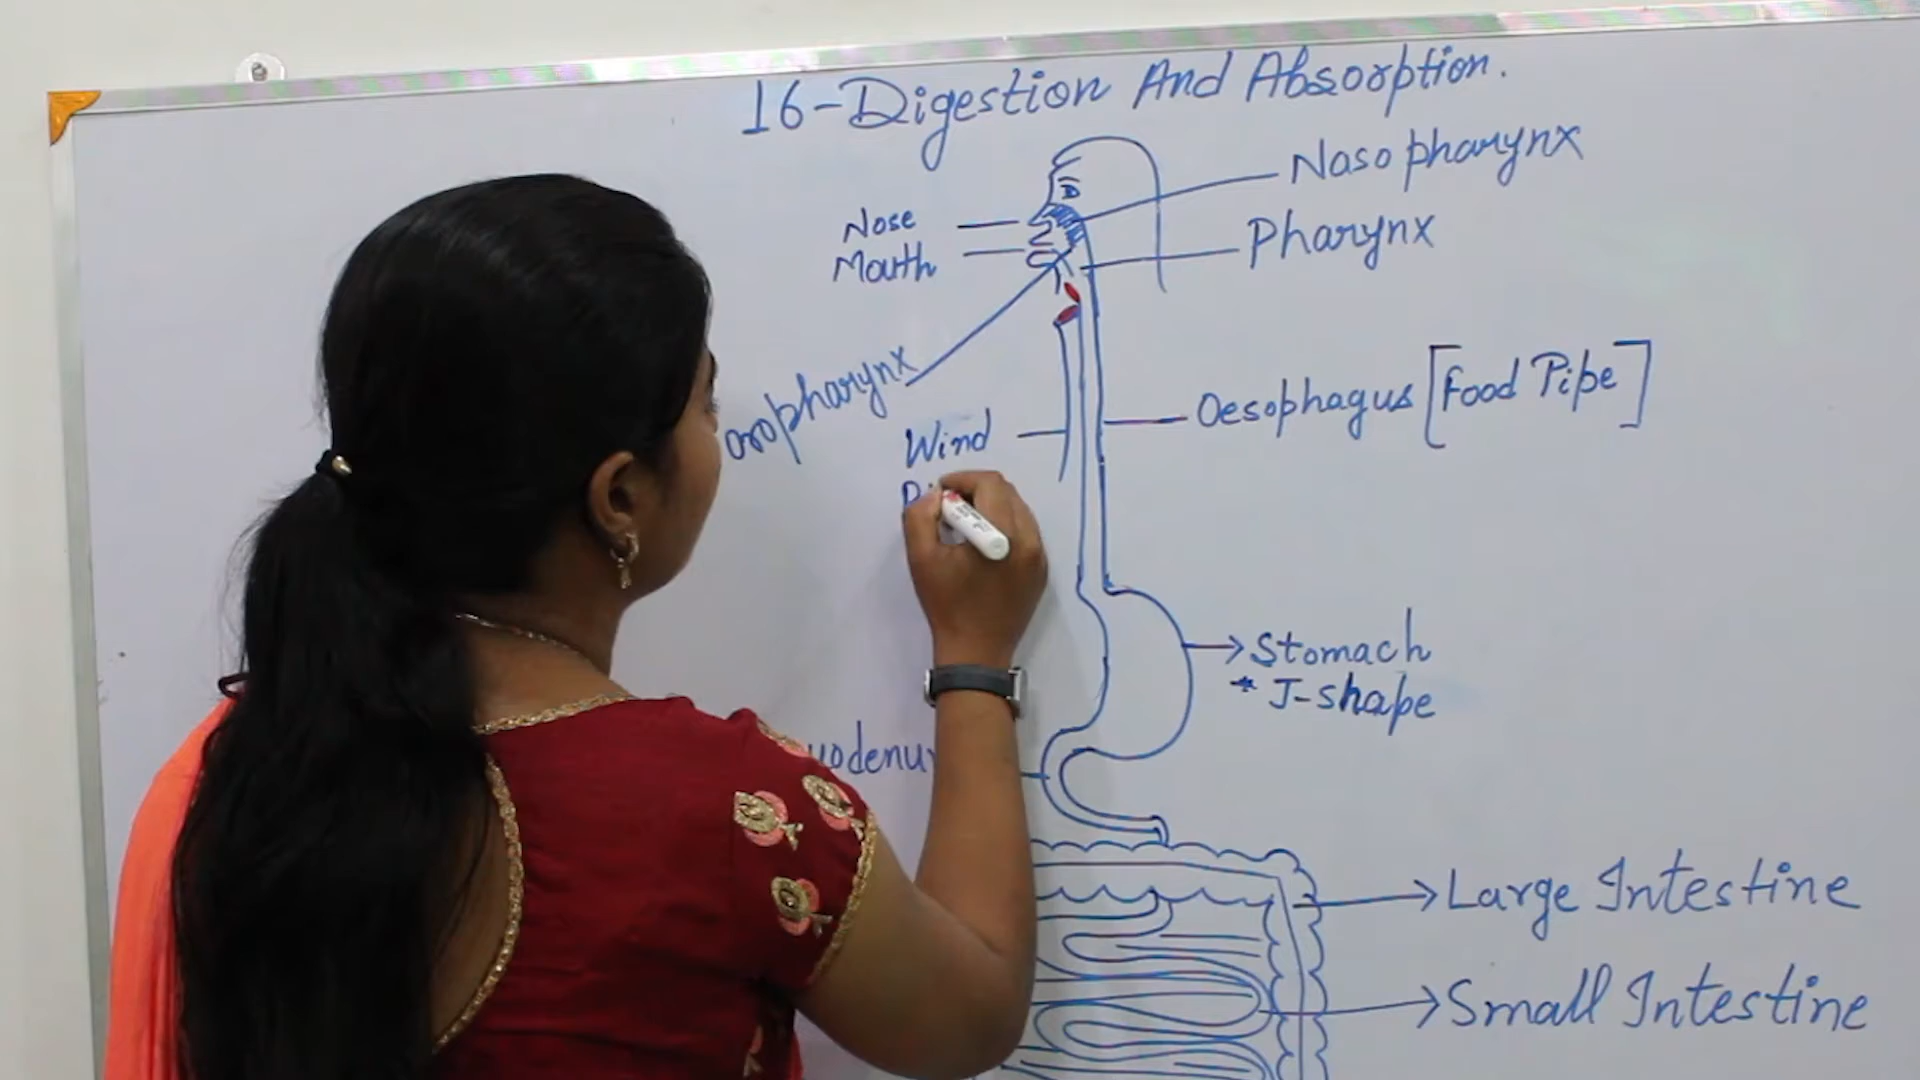 16-Digestion And Absorption.
Nasopharynx
Nose
Pharynx
Mouth
oropharynx
Oesophagus [Food Pipe]
Wind
Stomach
* J-shape
Large Intestine
Small Intestine